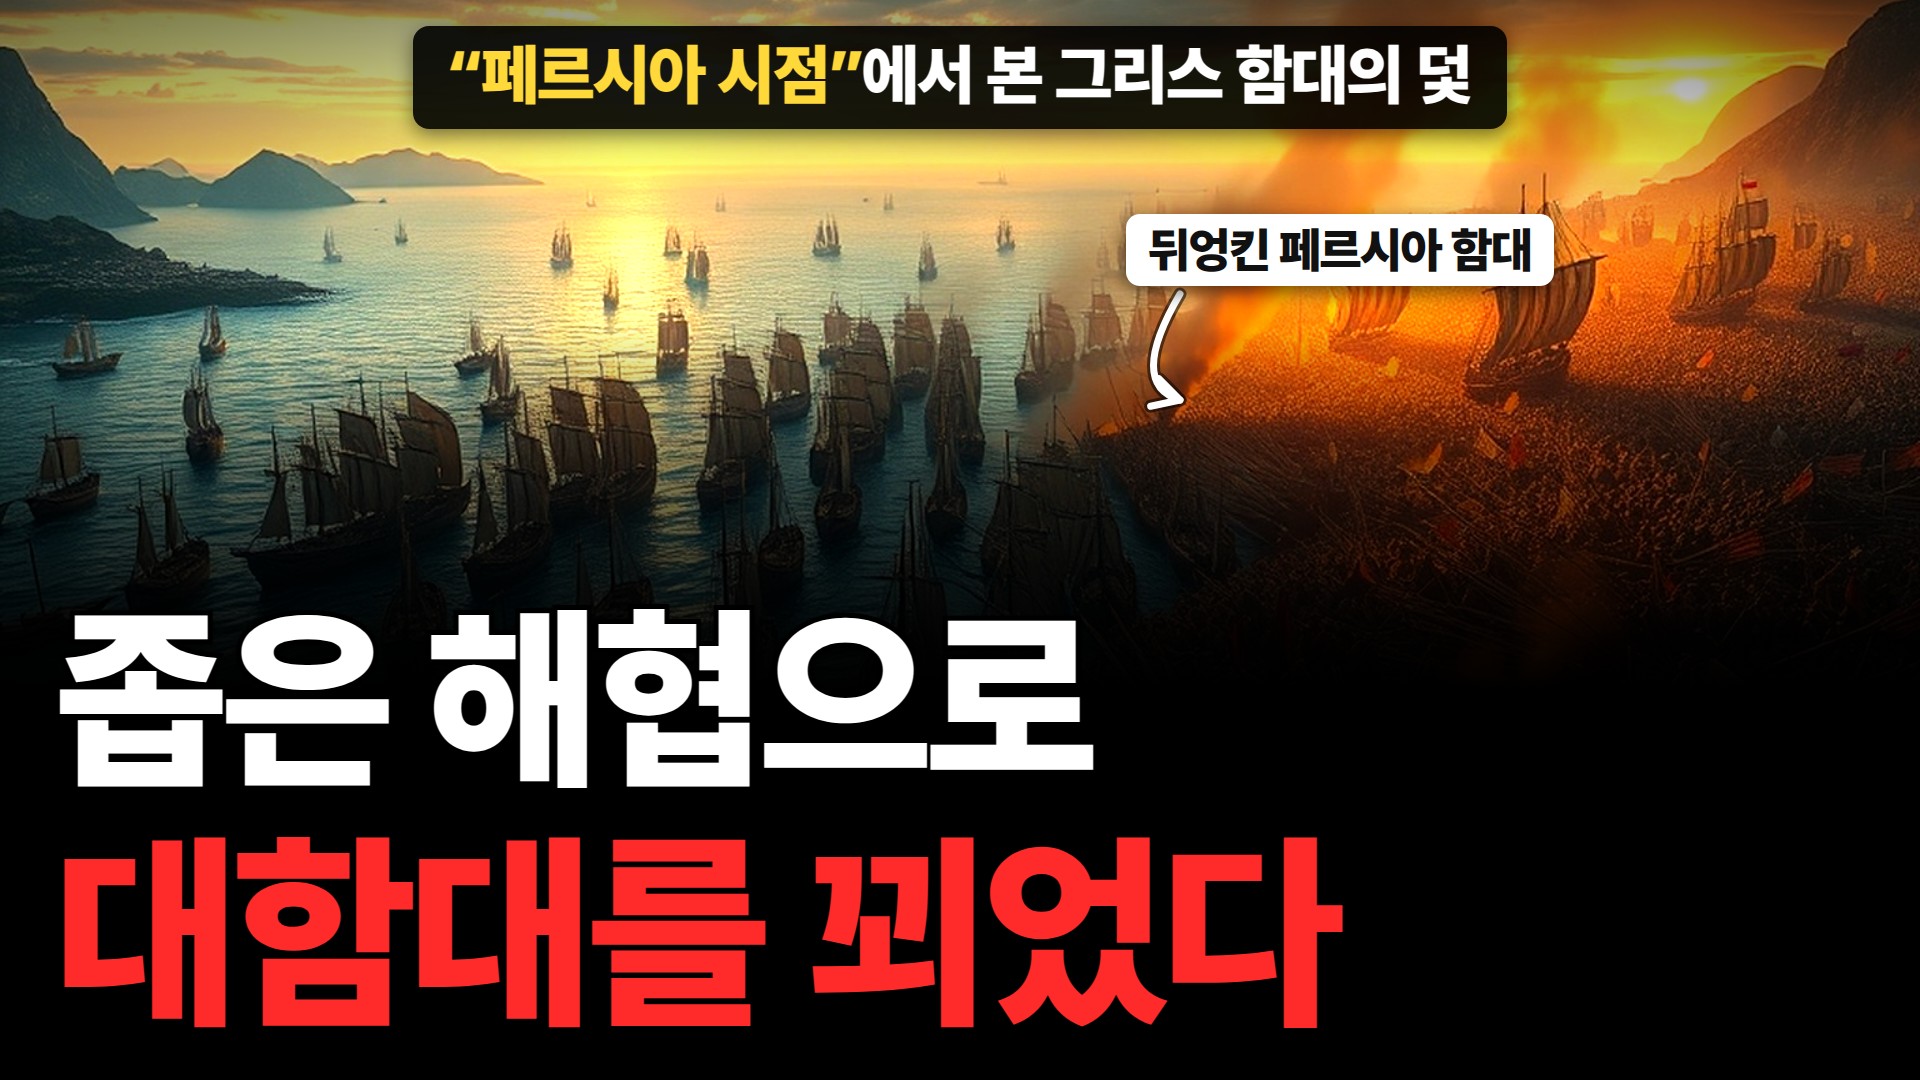 “페르시아 시점”에서 본 그리스 함대의 덫
뒤엉킨 페르시아 함대
좁은 해협으로
대함대를 꾀었다